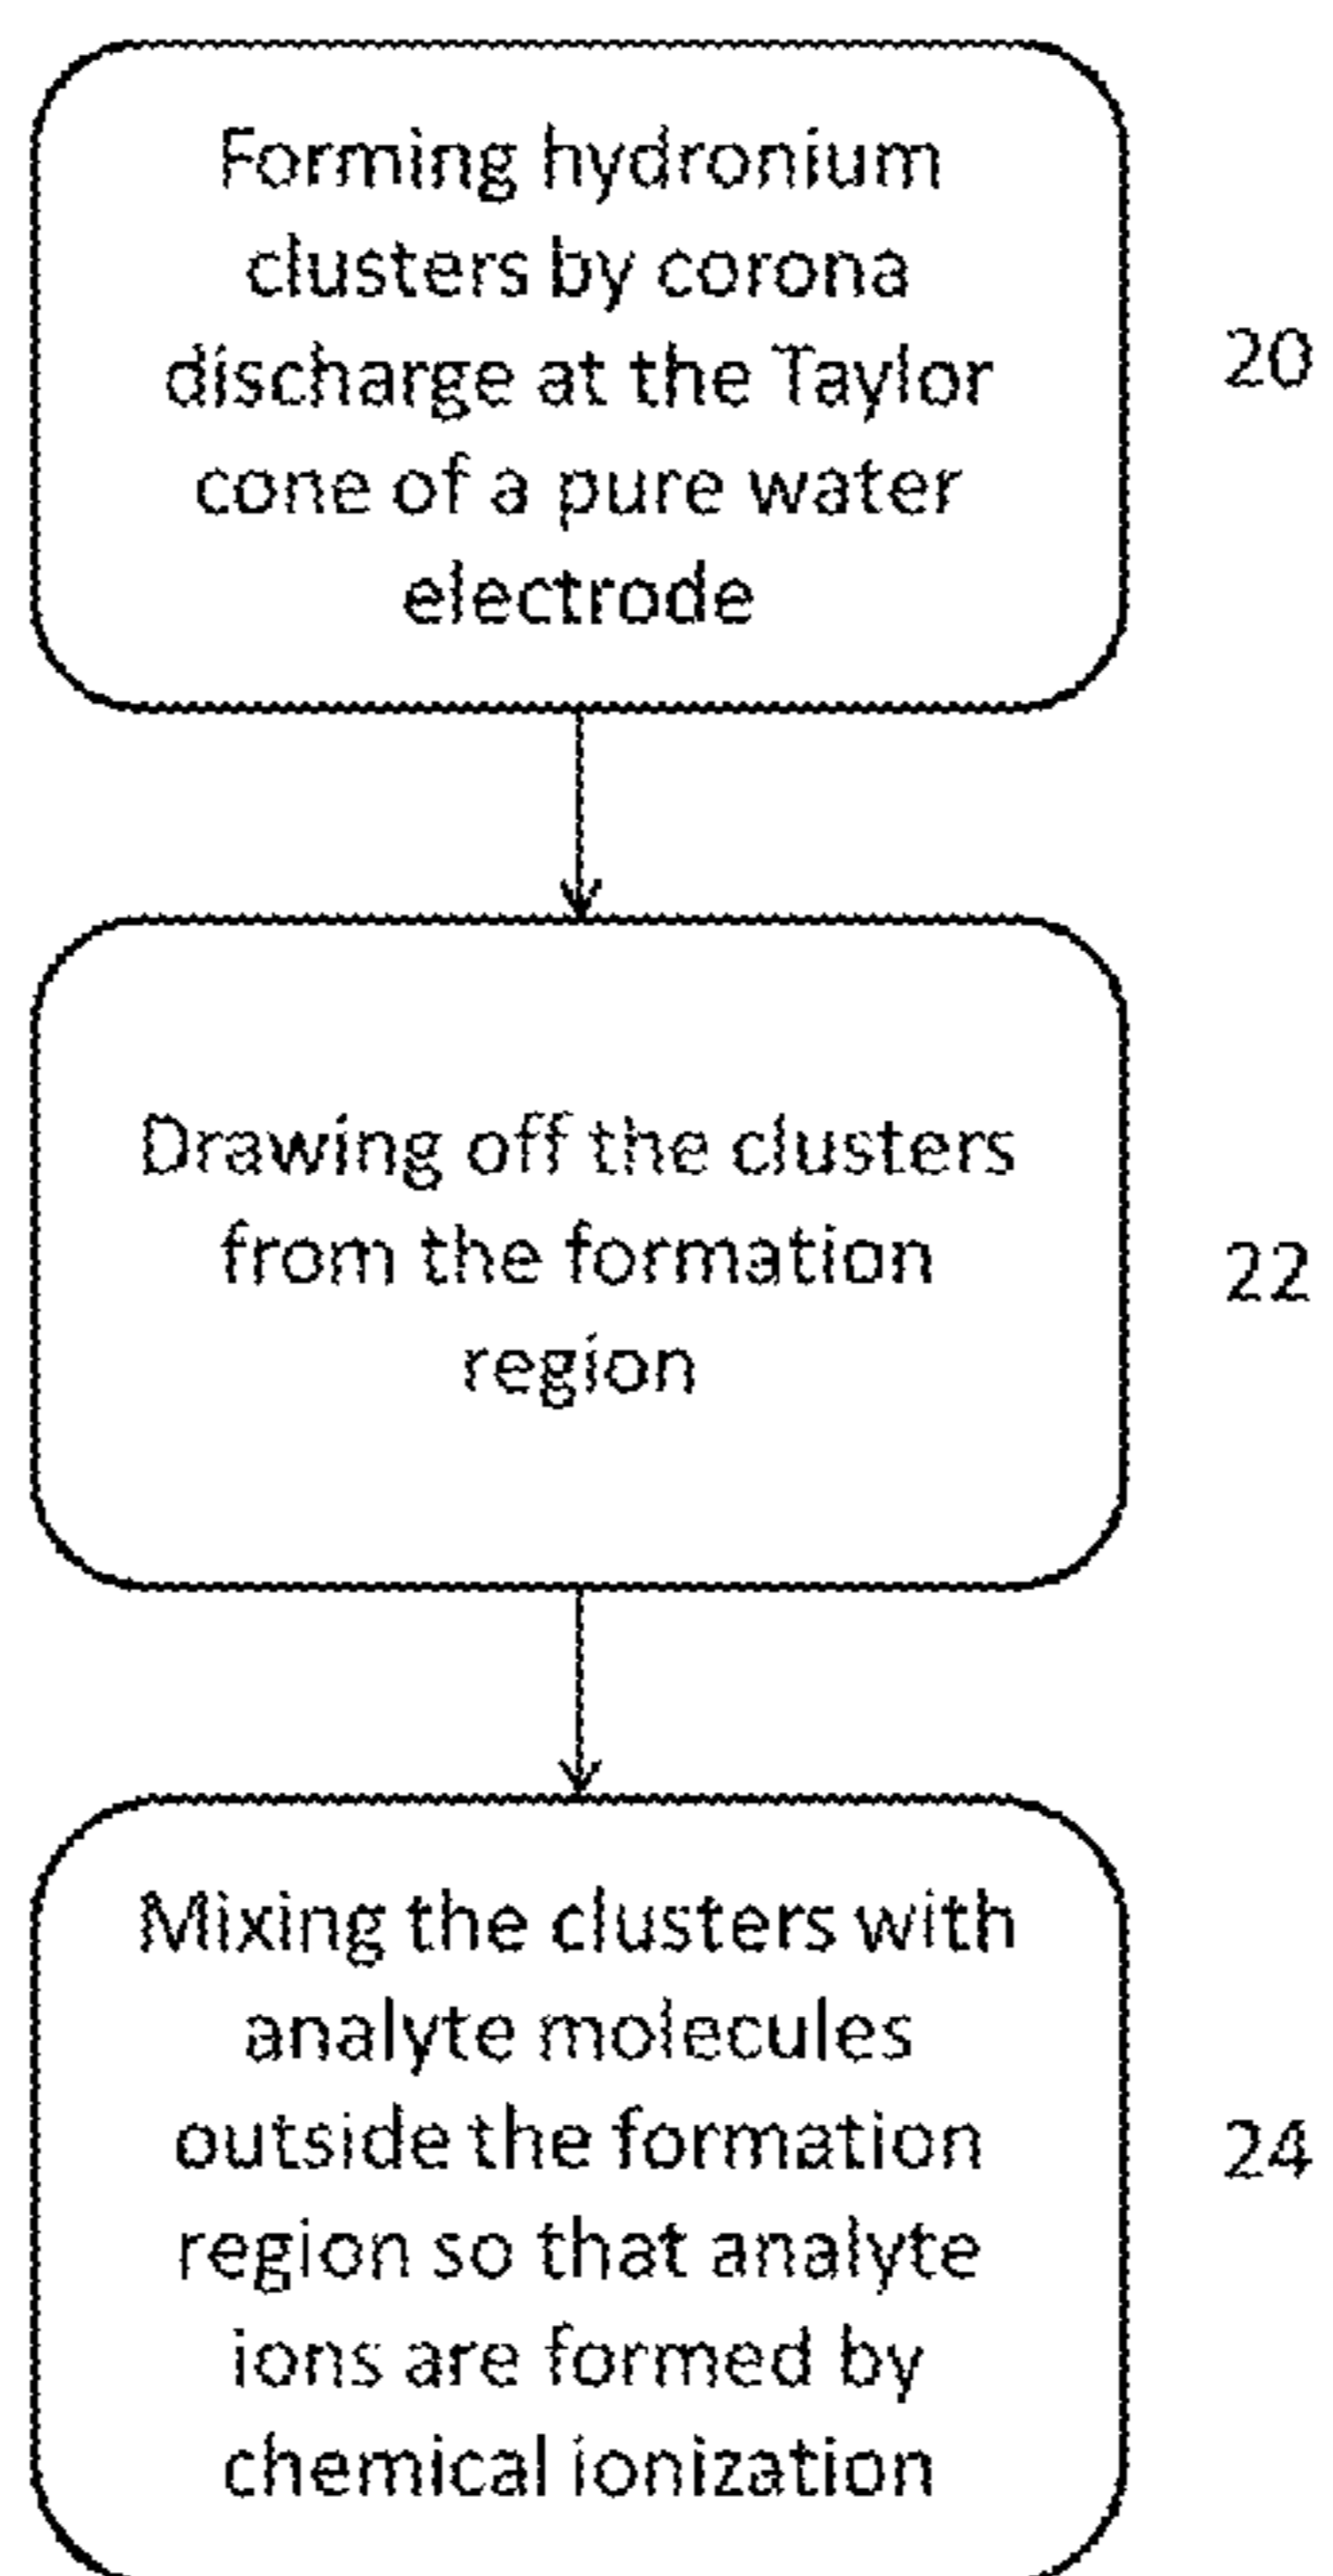 Forming hydronium
clusters by corona
discharge at the Taylor
cone of a pure water
electrode
20
Drawing off the clusters
from the formation
region
22
Mixing the clusters with
analyte molecules
outside the formation
region so that analyte
ions are formed by
chemical ionization
24